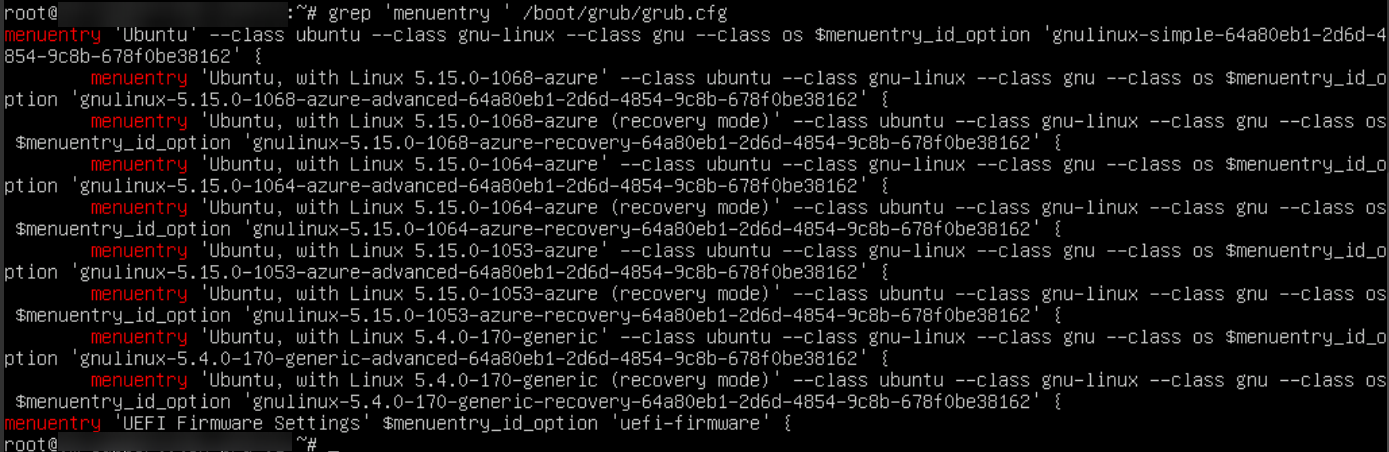 root@ :~# grep 'menuentry ' /boot/grub/grub.cfg
menuentry 'Ubuntu' --class ubuntu --class gnu-linux --class gnu --class os $menuentry_id_option 'gnulinux-simple-64a80eb1-2d6d-4
854-9c8b-678f0be38162' {
        menuentry 'Ubuntu, with Linux 5.15.0-1068-azure' --class ubuntu --class gnu-linux --class gnu --class os $menuentry_id_o
ption 'gnulinux-5.15.0-1068-azure-advanced-64a80eb1-2d6d-4854-9c8b-678f0be38162' {
        menuentry 'Ubuntu, with Linux 5.15.0-1068-azure (recovery mode)' --class ubuntu --class gnu-linux --class gnu --class os
 $menuentry_id_option 'gnulinux-5.15.0-1068-azure-recovery-64a80eb1-2d6d-4854-9c8b-678f0be38162' {
        menuentry 'Ubuntu, with Linux 5.15.0-1064-azure' --class ubuntu --class gnu-linux --class gnu --class os $menuentry_id_o
ption 'gnulinux-5.15.0-1064-azure-advanced-64a80eb1-2d6d-4854-9c8b-678f0be38162' {
        menuentry 'Ubuntu, with Linux 5.15.0-1064-azure (recovery mode)' --class ubuntu --class gnu-linux --class gnu --class os
 $menuentry_id_option 'gnulinux-5.15.0-1064-azure-recovery-64a80eb1-2d6d-4854-9c8b-678f0be38162' {
        menuentry 'Ubuntu, with Linux 5.15.0-1053-azure' --class ubuntu --class gnu-linux --class gnu --class os $menuentry_id_o
ption 'gnulinux-5.15.0-1053-azure-advanced-64a80eb1-2d6d-4854-9c8b-678f0be38162' {
        menuentry 'Ubuntu, with Linux 5.15.0-1053-azure (recovery mode)' --class ubuntu --class gnu-linux --class gnu --class os
 $menuentry_id_option 'gnulinux-5.15.0-1053-azure-recovery-64a80eb1-2d6d-4854-9c8b-678f0be38162' {
        menuentry 'Ubuntu, with Linux 5.4.0-170-generic' --class ubuntu --class gnu-linux --class gnu --class os $menuentry_id_o
ption 'gnulinux-5.4.0-170-generic-advanced-64a80eb1-2d6d-4854-9c8b-678f0be38162' {
        menuentry 'Ubuntu, with Linux 5.4.0-170-generic (recovery mode)' --class ubuntu --class gnu-linux --class gnu --class os
 $menuentry_id_option 'gnulinux-5.4.0-170-generic-recovery-64a80eb1-2d6d-4854-9c8b-678f0be38162' {
menuentry 'UEFI Firmware Settings' $menuentry_id_option 'uefi-firmware' {
root@ ~# _